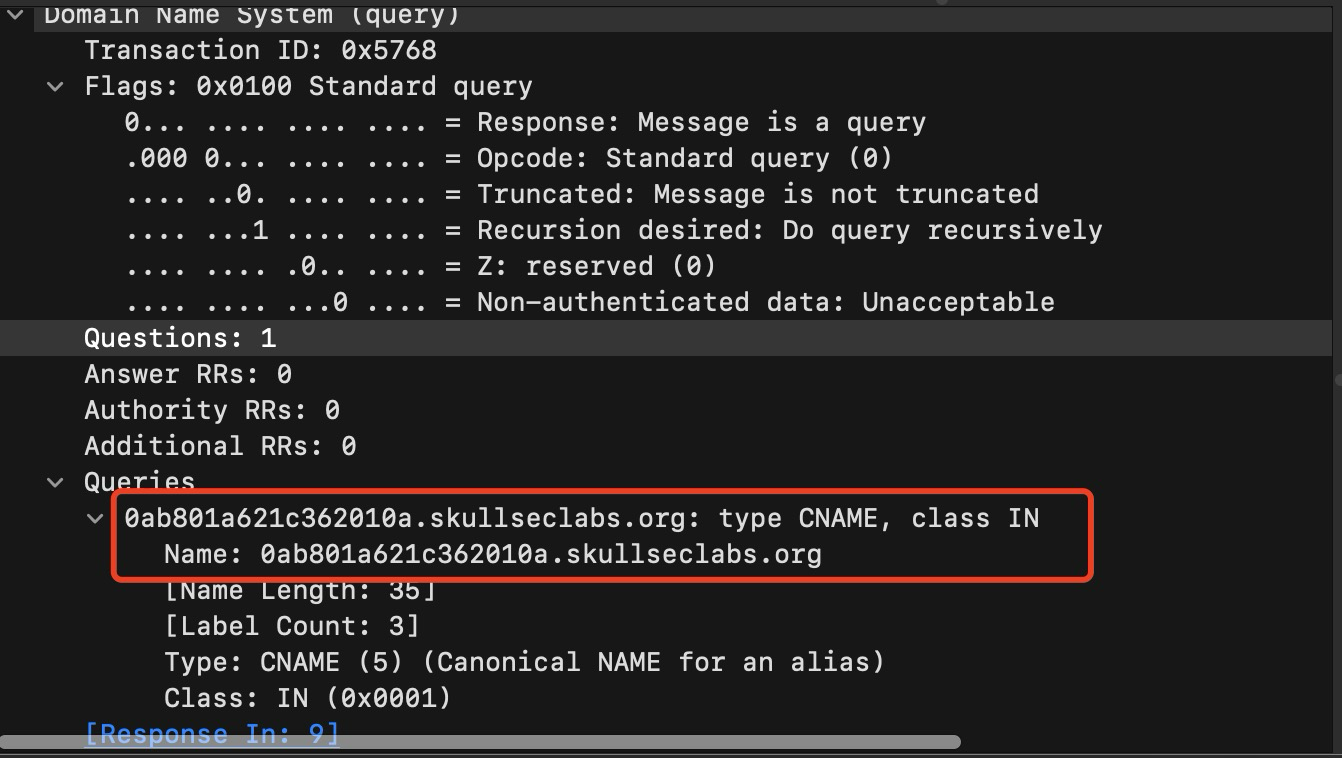 Domain Name System (query)
Transaction ID: 0x5768
Flags: 0x0100 Standard query
0... .... .... .... = Response: Message is a query
.000 0... .... .... = Opcode: Standard query (0)
.... ..0. .... .... = Truncated: Message is not truncated
.... ...1 .... .... = Recursion desired: Do query recursively
.... .... .0.. .... = Z: reserved (0)
.... .... ...0 .... = Non-authenticated data: Unacceptable
Questions: 1
Answer RRs: 0
Authority RRs: 0
Additional RRs: 0
Queries
0ab801a621c362010a.skullseclabs.org: type CNAME, class IN
Name: 0ab801a621c362010a.skullseclabs.org
[Name Length: 35]
[Label Count: 3]
Type: CNAME (5) (Canonical NAME for an alias)
Class: IN (0x0001)
[Response In: 9]